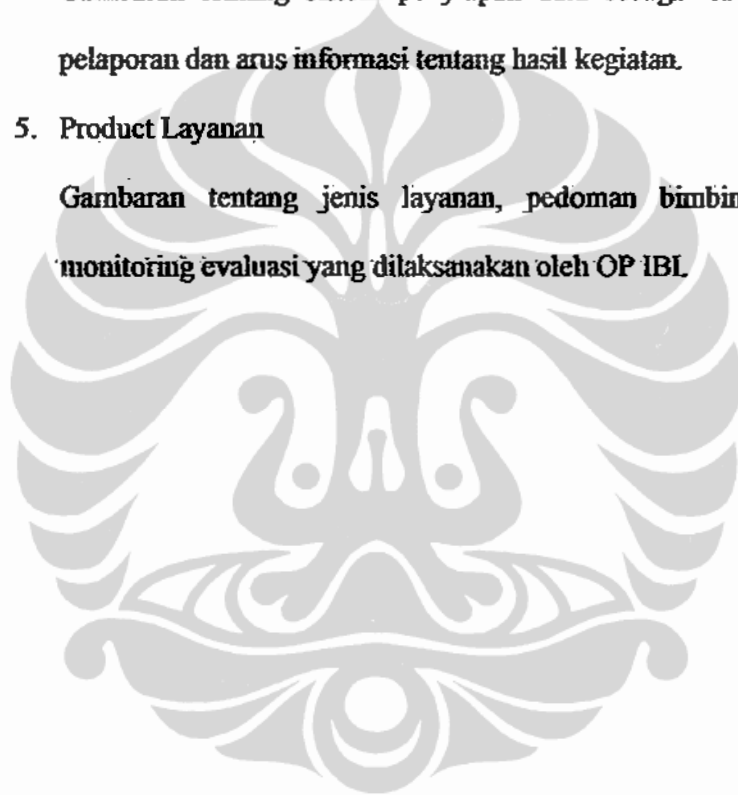 pelaporan dan arus informasi tentang hasil kegiatan.
5. Product Layanan
Gambaran tentang jenis layanan, pedoman
monitoring evaluasi yang dilaksanakan oleh OP IBI.